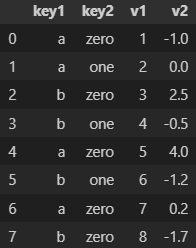 key1 key2 v1 v2
0 a zero 1 -1.0
1 a one 2 0.0
2 b zero 3 2.5
3 b one 4 -0.5
4 a zero 5 4.0
5 b one 6 -1.2
6 a zero 7 0.2
7 b zero 8 -1.7